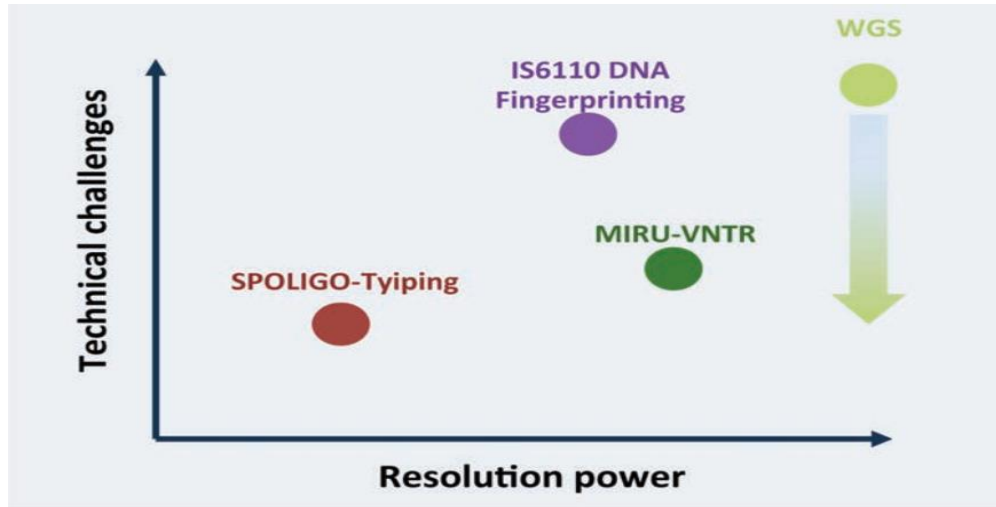 WGS
IS6110 DNA
Fingerprinting
MIRU-VNTR
SPOLIGO-Tyiping
Technical challenges
Resolution power